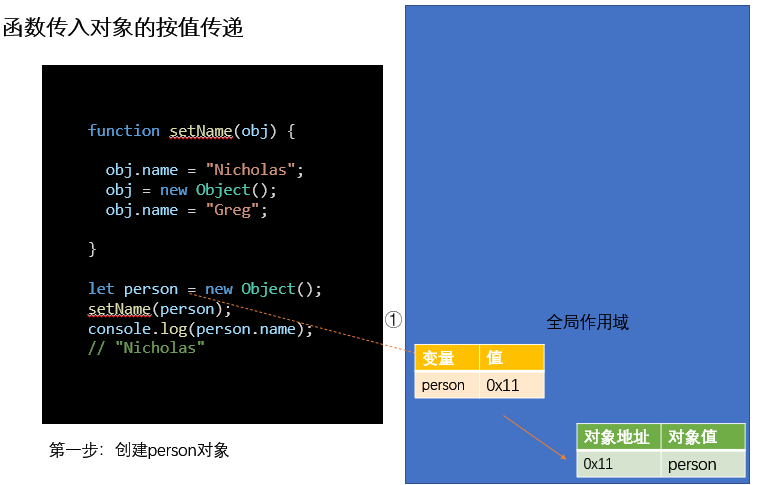 函数传入对象的按值传递
function setName(obj) {
obj.name = "Nicholas";
obj = new Object();
obj.name = "Greg";
}
let person = new Object();
setName(person);
console.log(person.name);
// "Nicholas"
第一步：创建person对象
①
全局作用域
变量 值
person 0x11
对象地址 对象值
0x11 person